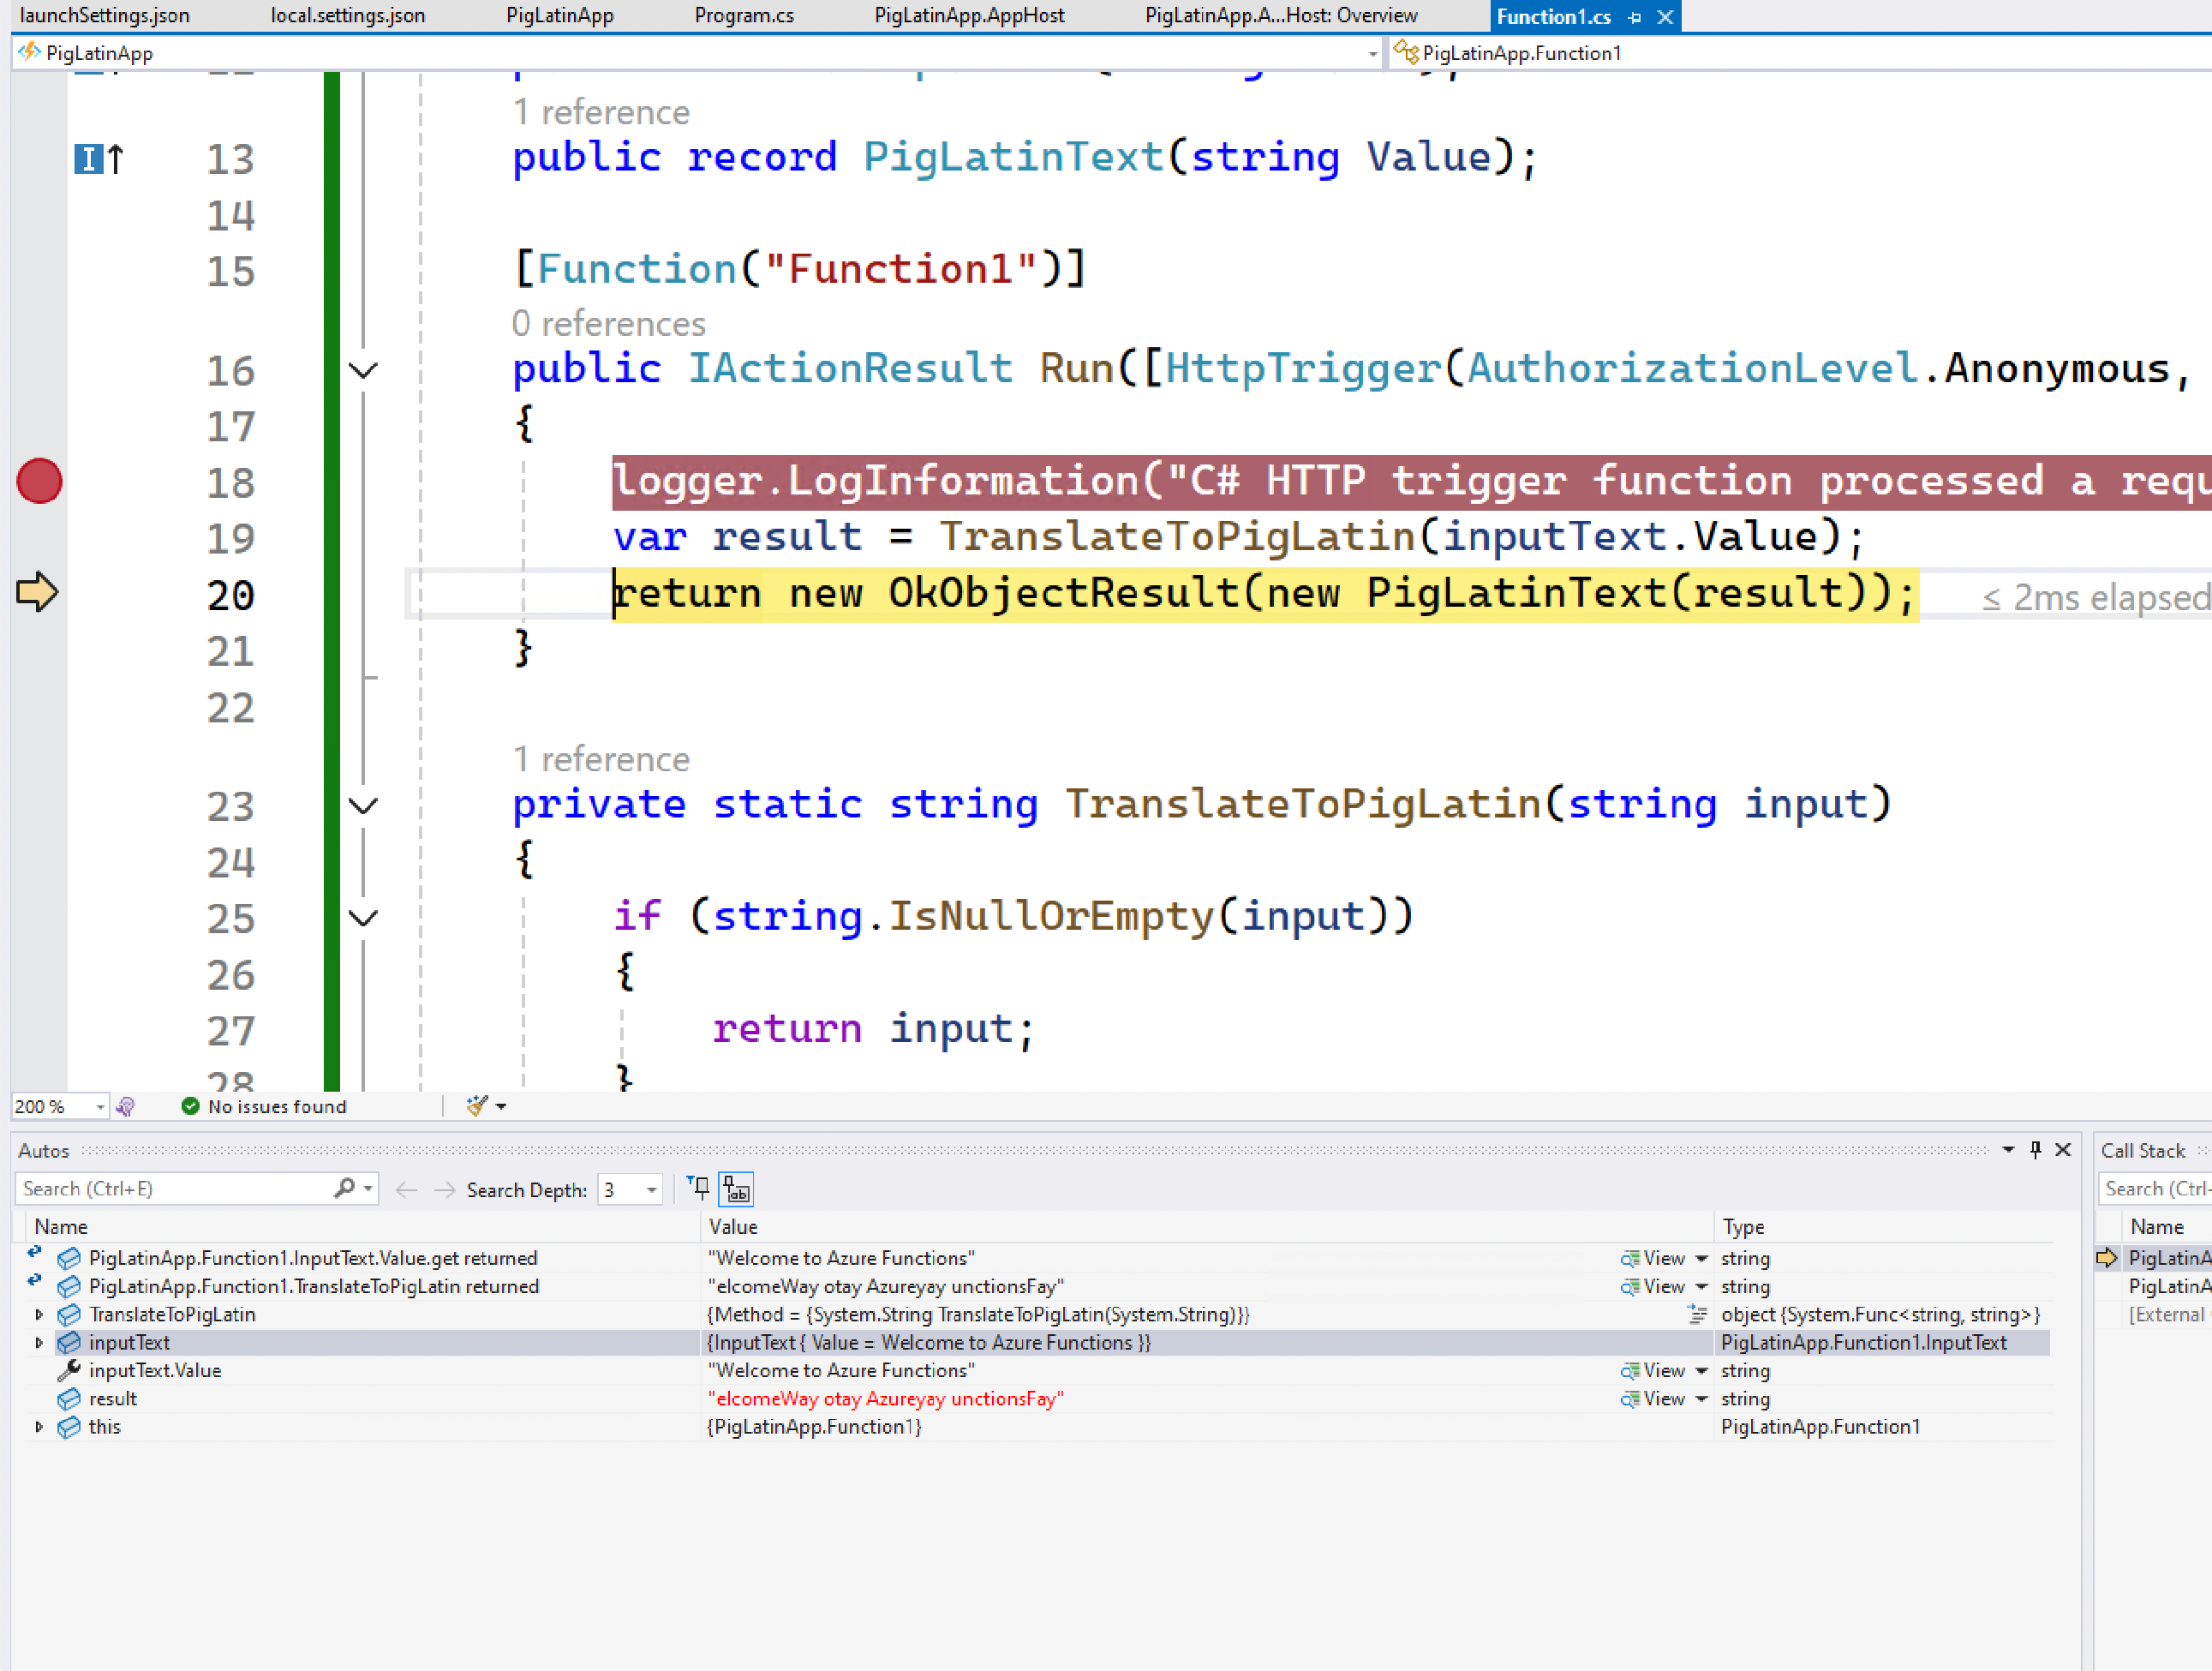 launchSettings.json local.settings.json PigLatinApp Program.cs PigLatinApp.AppHost PigLatinApp.A...Host: Overview Function1.cs
PigLatinApp PigLatinApp.Function1
1 reference
13 public record PigLatinText(string Value);
14
15 [Function("Function1")]
0 references
16 public IActionResult Run([HttpTrigger(AuthorizationLevel.Anonymous,
17 {
18 logger.LogInformation("C# HTTP trigger function processed a requ
19 var result = TranslateToPigLatin(inputText.Value);
20 return new OkObjectResult(new PigLatinText(result)); ≤ 2ms elapsed
21 }
22
1 reference
23 private static string TranslateToPigLatin(string input)
24 {
25 if (string.IsNullOrEmpty(input))
26 {
27 return input;
28 }
200 % No issues found
Autos Call Stack
Search (Ctrl+E) Search Depth: 3 Search (Ctrl+
Name Value Type Name
PigLatinApp.Function1.InputText.Value.get returned "Welcome to Azure Functions" View string PigLatinA
PigLatinApp.Function1.TranslateToPigLatin returned "elcomeWay otay Azureyay unctionsFay" View string PigLatinA
TranslateToPigLatin {Method = {System.String TranslateToPigLatin(System.String)}} object {System.Func<string, string>} [External
inputText {InputText { Value = Welcome to Azure Functions }} PigLatinApp.Function1.InputText
inputText.Value "Welcome to Azure Functions" View string
result "elcomeWay otay Azureyay unctionsFay" View string
this {PigLatinApp.Function1} PigLatinApp.Function1